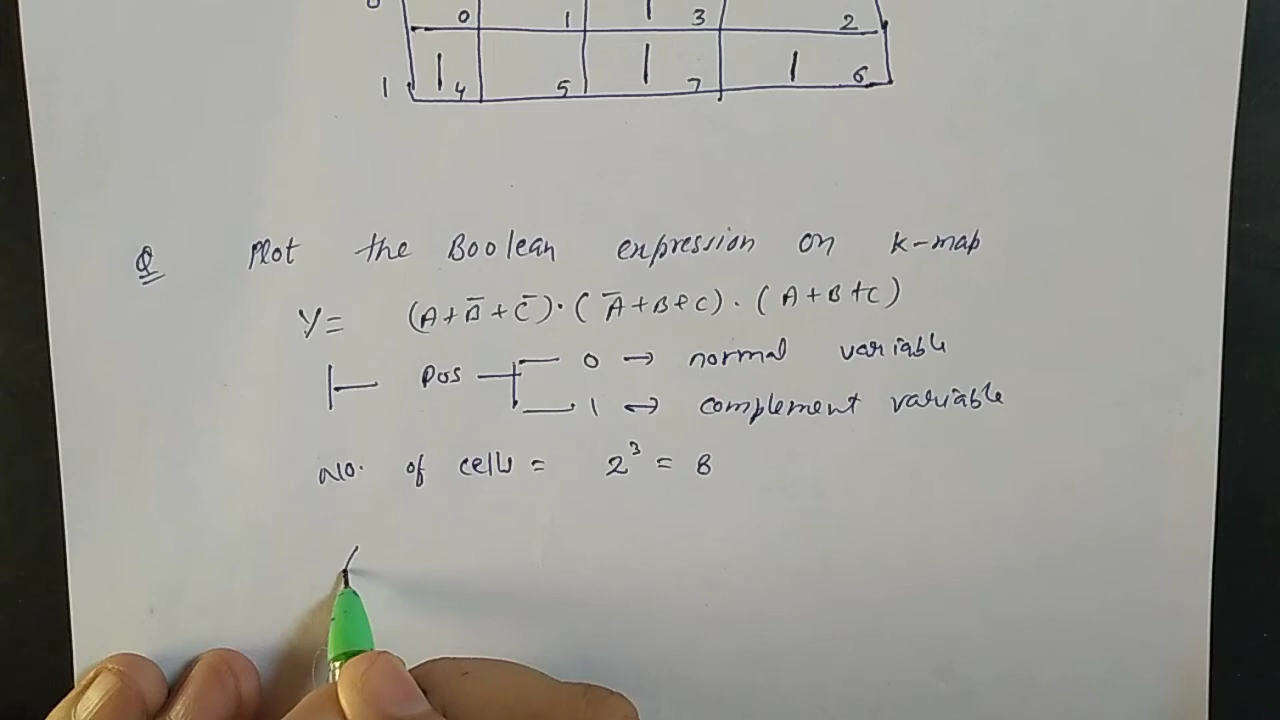 0 1 1 3 2
1 1 4 5 1 7 1 6
Q Plot the Boolean expression on k-map
Y= (A+B̅+C̅)·(A̅+B+C)·(A+B+C)
POS 0 → normal variable
1 → complement variable
No. of cells = 2³ = 8
(